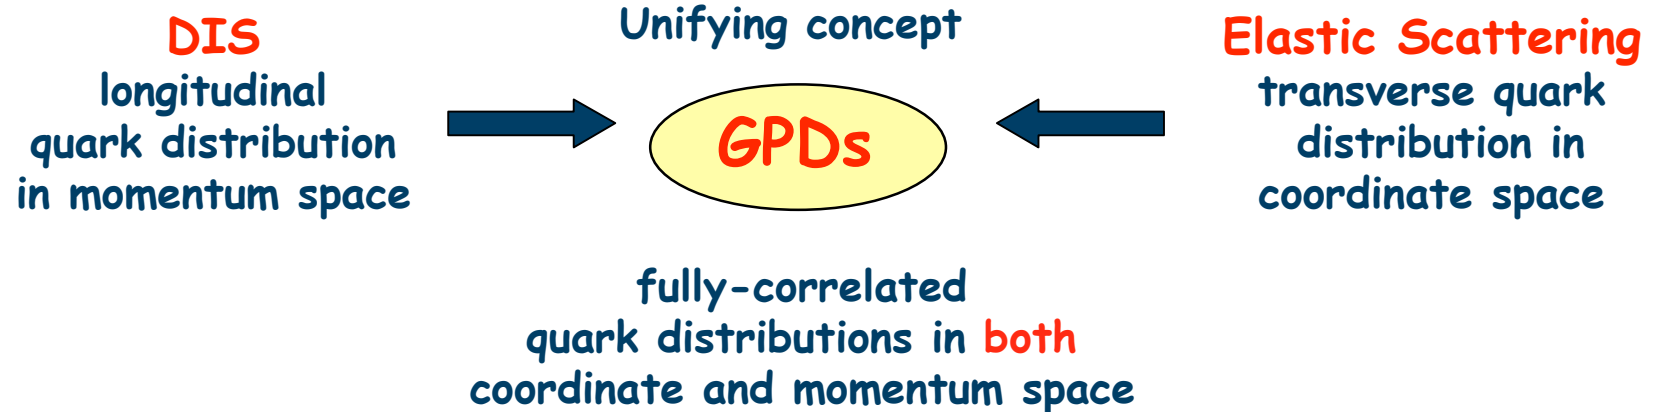 DIS
longitudinal
quark distribution
in momentum space
Unifying concept
GPDs
Elastic Scattering
transverse quark
distribution in
coordinate space
fully-correlated
quark distributions in both
coordinate and momentum space